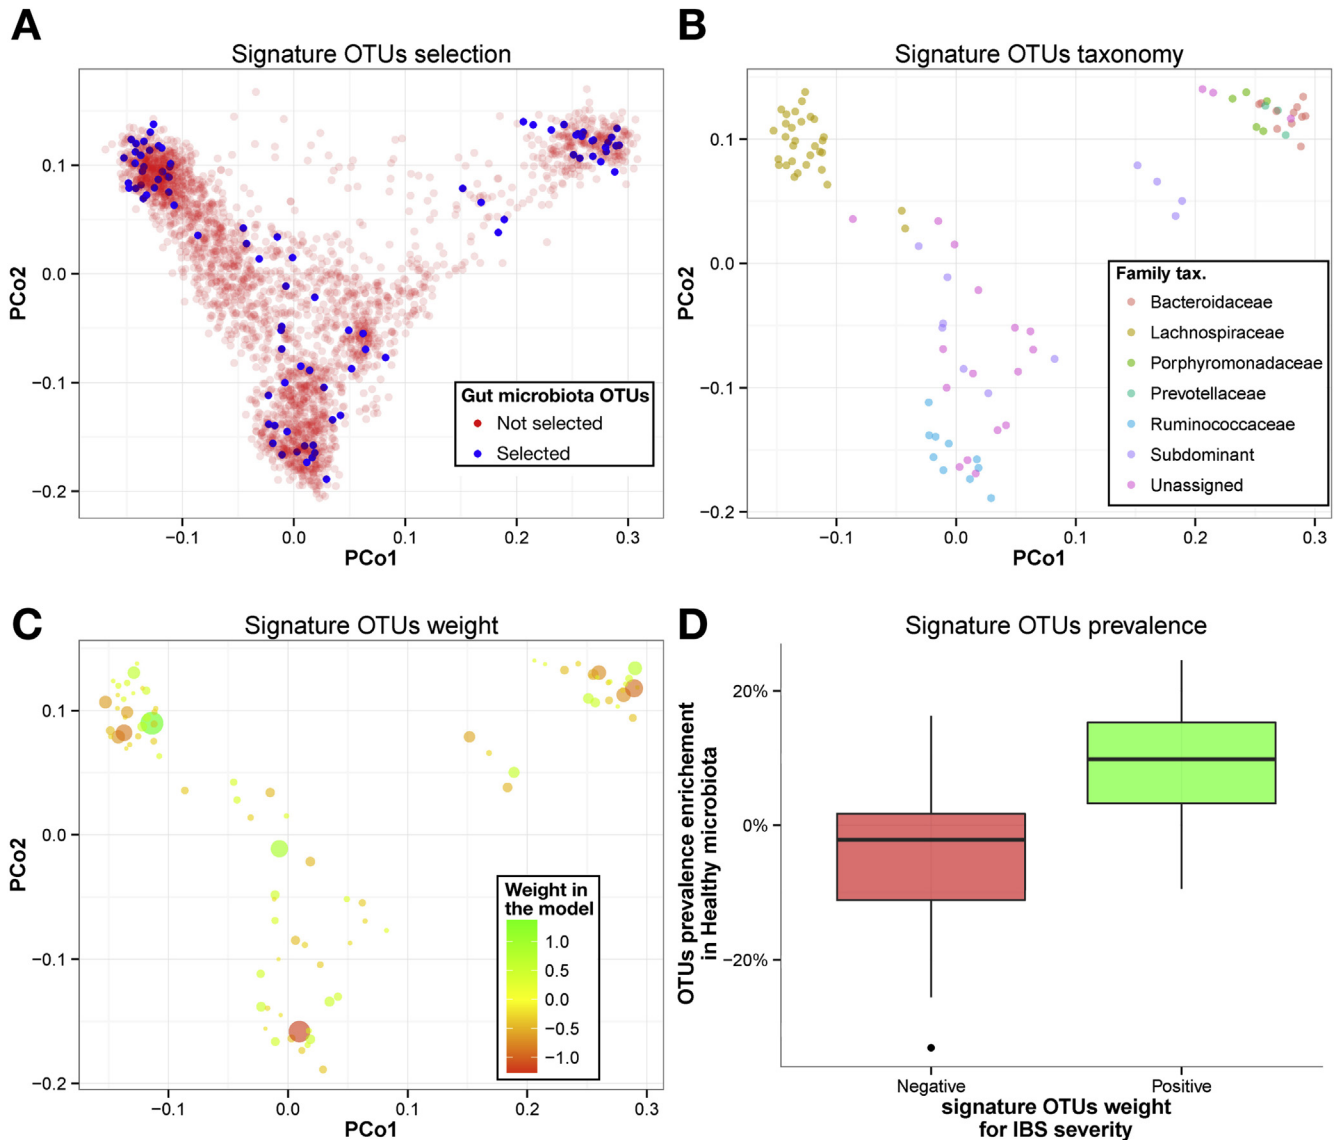 A
Signature OTUs selection
PCo2
0.1
0.0
−0.1
−0.2
−0.1
0.0
0.1
0.2
0.3
PCo1
Gut microbiota OTUs
Not selected
Selected
B
Signature OTUs taxonomy
PCo2
0.1
0.0
−0.1
−0.2
−0.1
0.0
0.1
0.2
0.3
PCo1
Family tax.
Bacteroidaceae
Lachnospiraceae
Porphyromonadaceae
Prevotellaceae
Ruminococcaceae
Subdominant
Unassigned
C
Signature OTUs weight
PCo2
0.1
0.0
−0.1
−0.2
−0.1
0.0
0.1
0.2
0.3
PCo1
Weight in
the model
1.0
0.5
0.0
−0.5
−1.0
D
Signature OTUs prevalence
OTUs prevalence enrichement
in Healthy microbiota
20%
0%
−20%
Negative
Positive
signature OTUs weight
for IBS severity